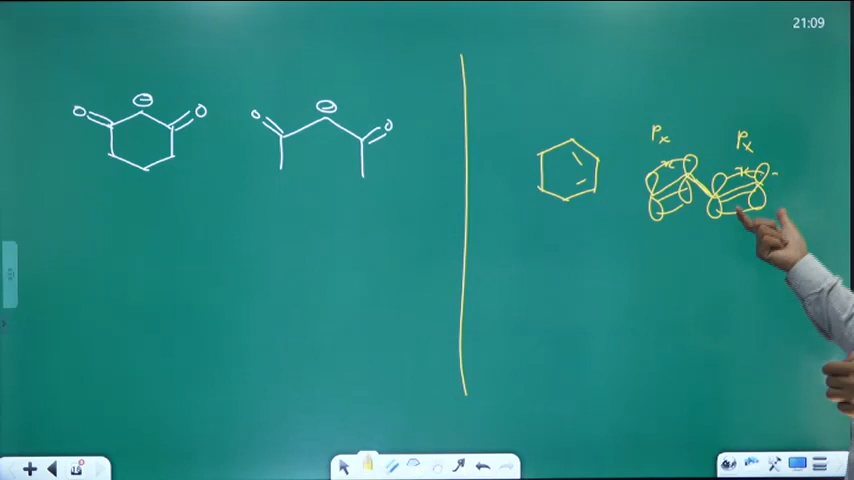 21:09
O ⊖ O
O ⊖ O
Px Px